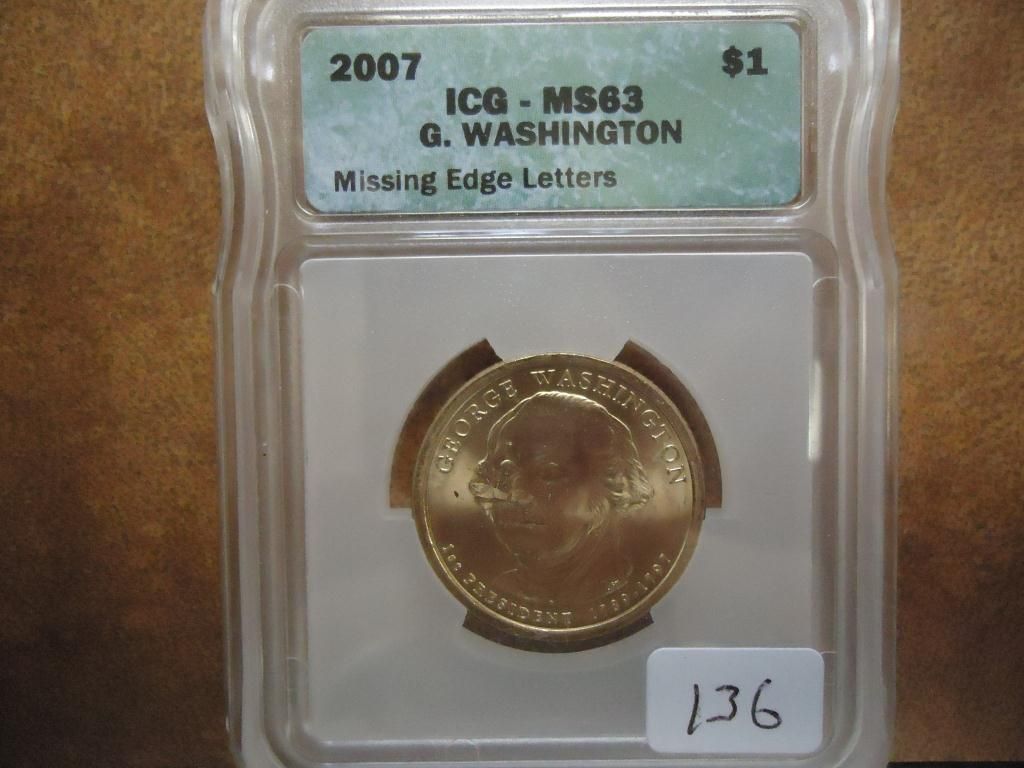 2007 $1
ICG - MS63
G. WASHINGTON
Missing Edge Letters
GEORGE WASHINGTON
1st PRESIDENT 1789-1797
136